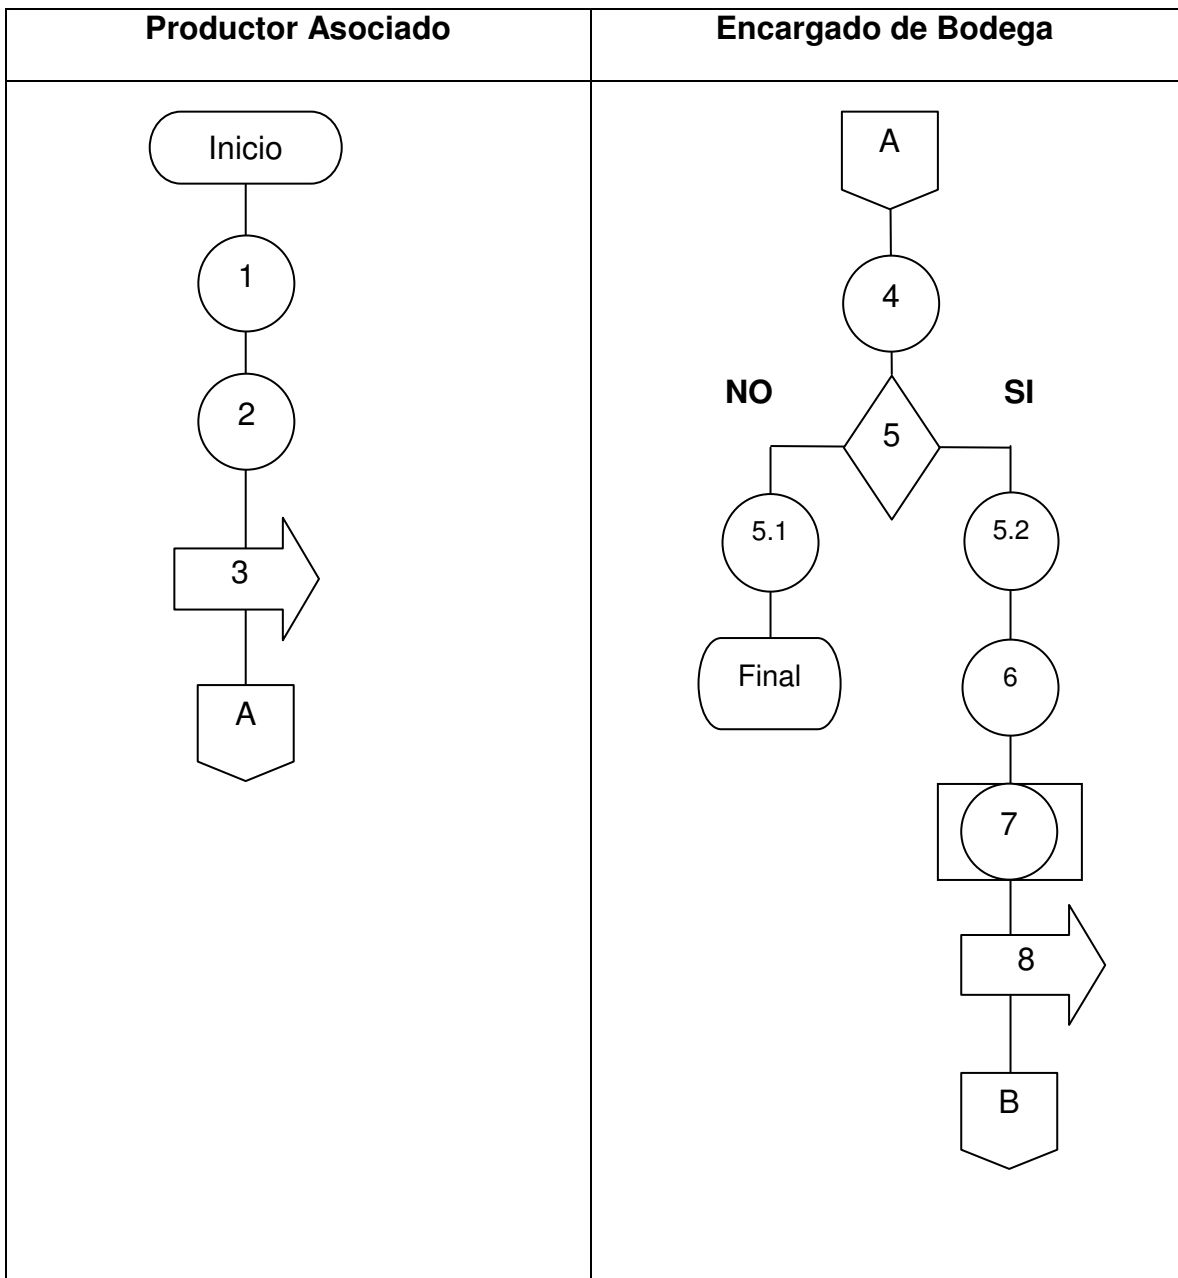 Productor Asociado
Encargado de Bodega
Inicio
1
2
3
A
A
4
NO
SI
5
5.1
5.2
Final
6
7
8
B